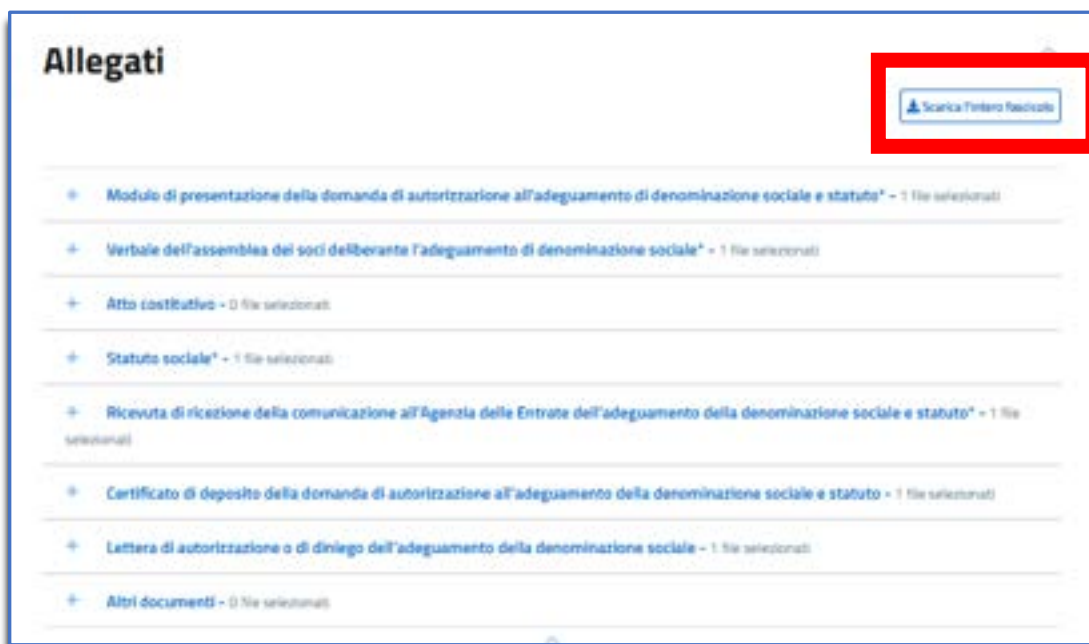 Allegati
Scarica l'intero fascicolo
+ Modulo di presentazione della domanda di autorizzazione all'adeguamento di denominazione sociale e statuto* - 1 file selezionati
+ Verbale dell'assemblea dei soci deliberante l'adeguamento di denominazione sociale* - 1 file selezionati
+ Atto costitutivo - 0 file selezionati
+ Statuto sociale* - 1 file selezionati
+ Ricevuta di ricezione della comunicazione all'Agenzia delle Entrate dell'adeguamento della denominazione sociale e statuto* - 1 file
selezionati
+ Certificato di deposito della domanda di autorizzazione all'adeguamento della denominazione sociale e statuto - 1 file selezionati
+ Lettera di autorizzazione o di diniego dell'adeguamento della denominazione sociale - 1 file selezionati
+ Altri documenti - 0 file selezionati